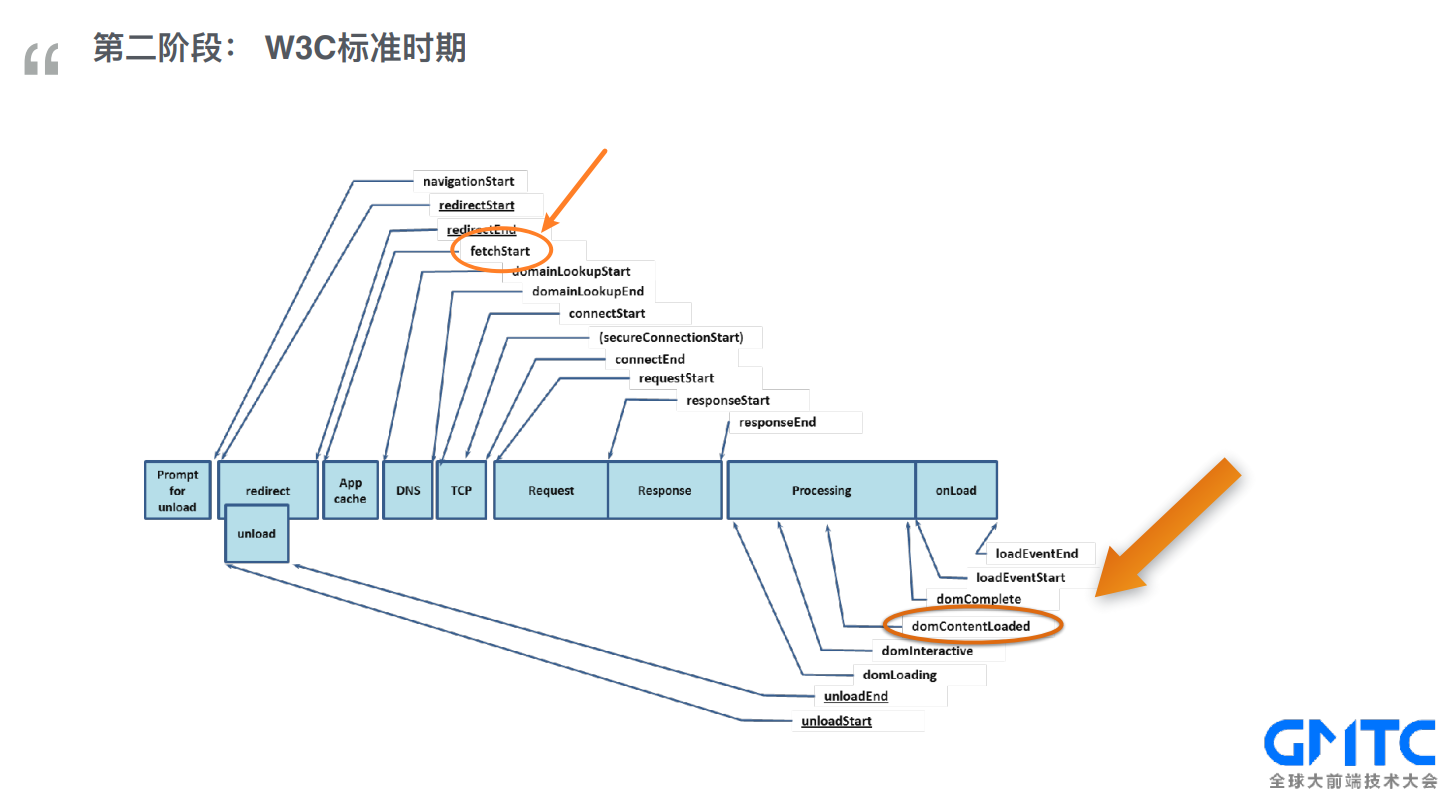 “
第二阶段： W3C标准时期
navigationStart
redirectStart
redirectEnd
fetchStart
domainLookupStart
domainLookupEnd
connectStart
(secureConnectionStart)
connectEnd
requestStart
responseStart
responseEnd
Prompt
for
unload
redirect
unload
App
cache
DNS
TCP
Request
Response
Processing
onLoad
loadEventEnd
loadEventStart
domComplete
domContentLoaded
domInteractive
domLoading
unloadEnd
unloadStart
GMTC
全球大前端技术大会